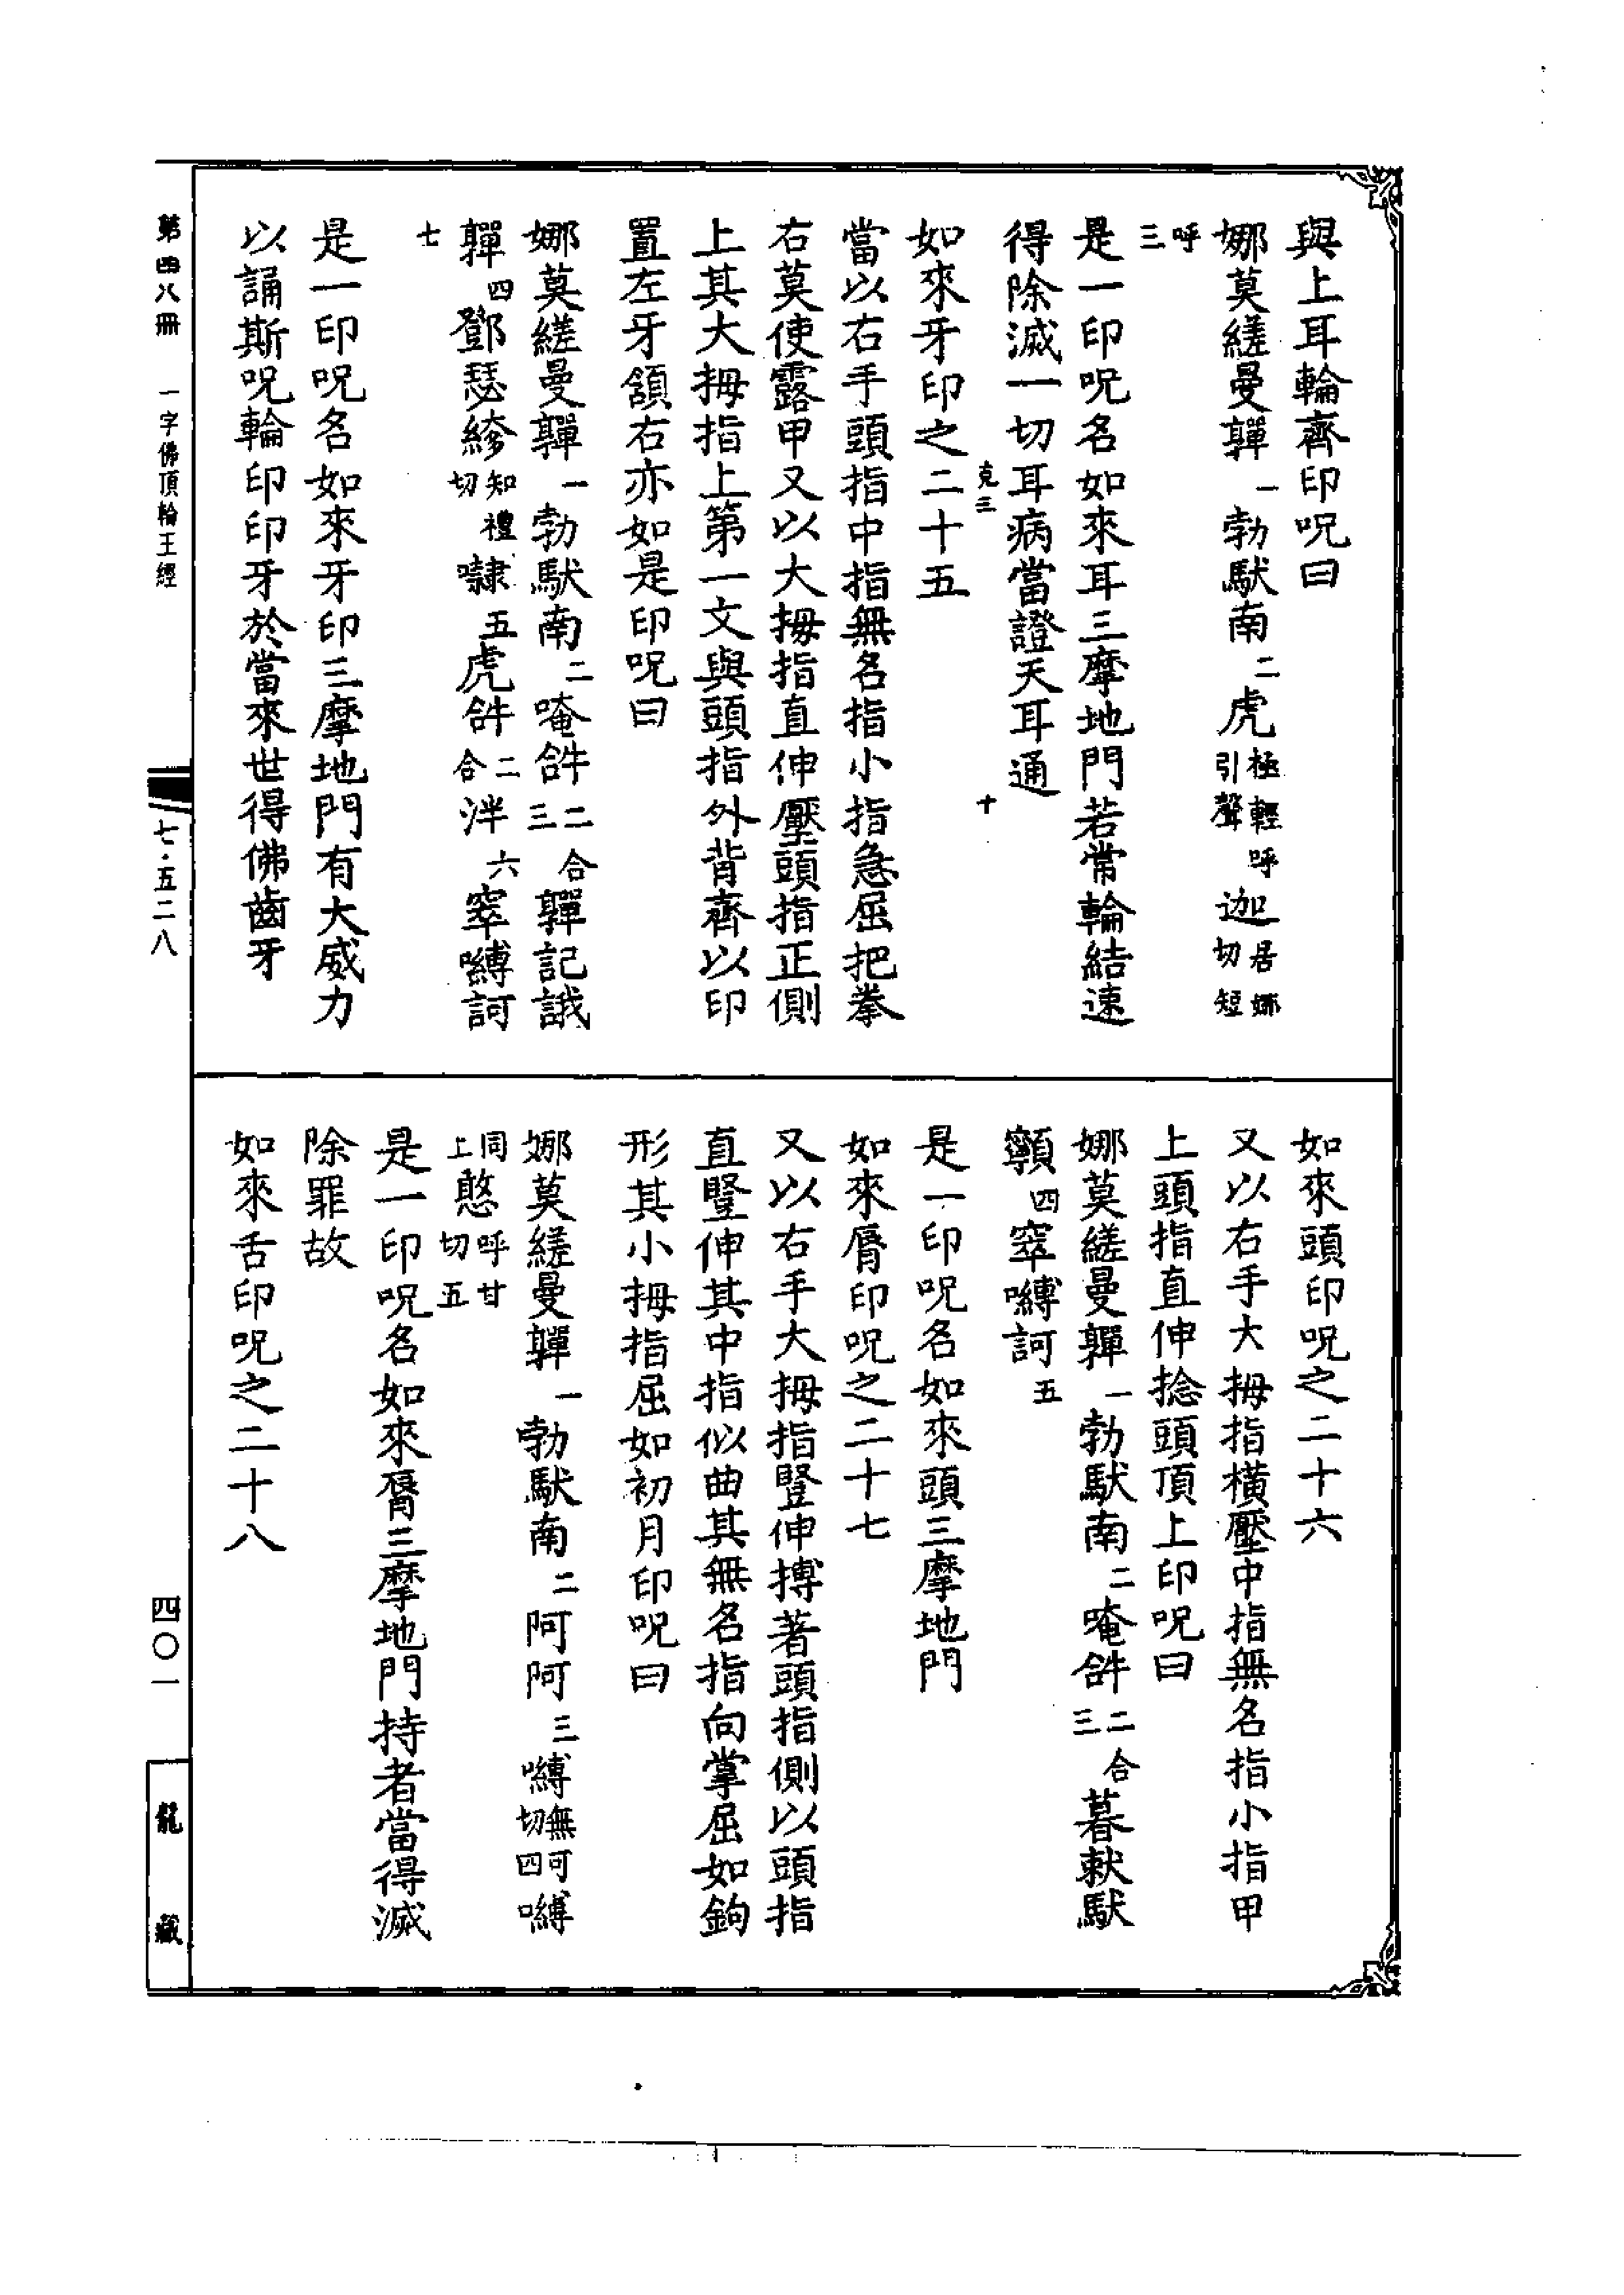 與上耳輪齊印呪曰
娜莫縒曼嚲一勃馱南二虎極輕呼引聲迦居娜切短
呼三
是一印呪名如來耳三摩地門若常輪結速
得除滅一切耳病當證天耳通
克三 十
如來牙印之二十五
當以右手頭指中指無名指小指急屈把拳
右莫使露甲又以大拇指直伸壓頭指正側
上其大拇指上第一文與頭指外背齊以印
置左牙頷右亦如是印呪曰
娜莫縒曼嚲一勃馱南二唵𤙖二合三嚲記誐
嚲四鄧瑟絺知禮切㘑五虎𤙖二合泮六窣嚩訶
七
是一印呪名如來牙印三摩地門有大威力
以誦斯呪輪印印牙於當來世得佛齒牙
如來頭印呪之二十六
又以右手大拇指橫壓中指無名指小指甲
上頭指直伸捻頭頂上印呪曰
娜莫縒曼嚲一勃馱南二唵𤙖二合三暮㰦馱
顊四窣嚩訶五
是一印呪名如來頭三摩地門
如來脣印呪之二十七
又以右手大拇指豎伸搏著頭指側以頭指
直豎伸其中指似曲其無名指向掌屈如鉤
形其小拇指屈如初月印呪曰
娜莫縒曼嚲一勃馱南二阿阿三嚩無可切四嚩
同上憨呼甘切五
是一印呪名如來脣三摩地門持者當得滅
除罪故
如來舌印呪之二十八
第四八冊 一字佛頂輪王經 七·五二八 四〇一 龍藏